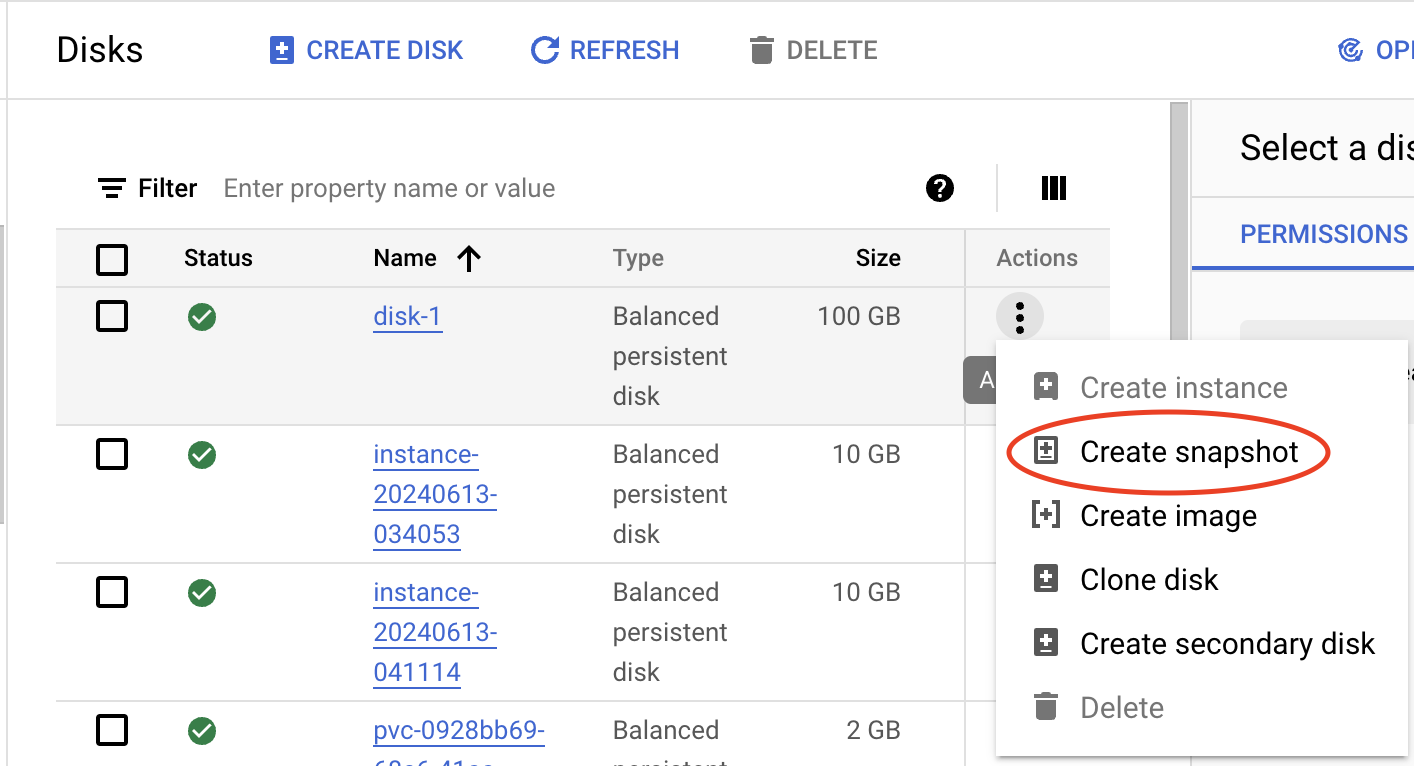 Disks CREATE DISK REFRESH DELETE OPE
Select a dis
Filter Enter property name or value
PERMISSIONS
Status Name Type Size Actions
disk-1 Balanced 100 GB
persistent
disk
A
Create instance
Create snapshot
Create image
Clone disk
Create secondary disk
Delete
instance- Balanced 10 GB
20240613- persistent
034053 disk
instance- Balanced 10 GB
20240613- persistent
041114 disk
pvc-0928bb69- Balanced 2 GB